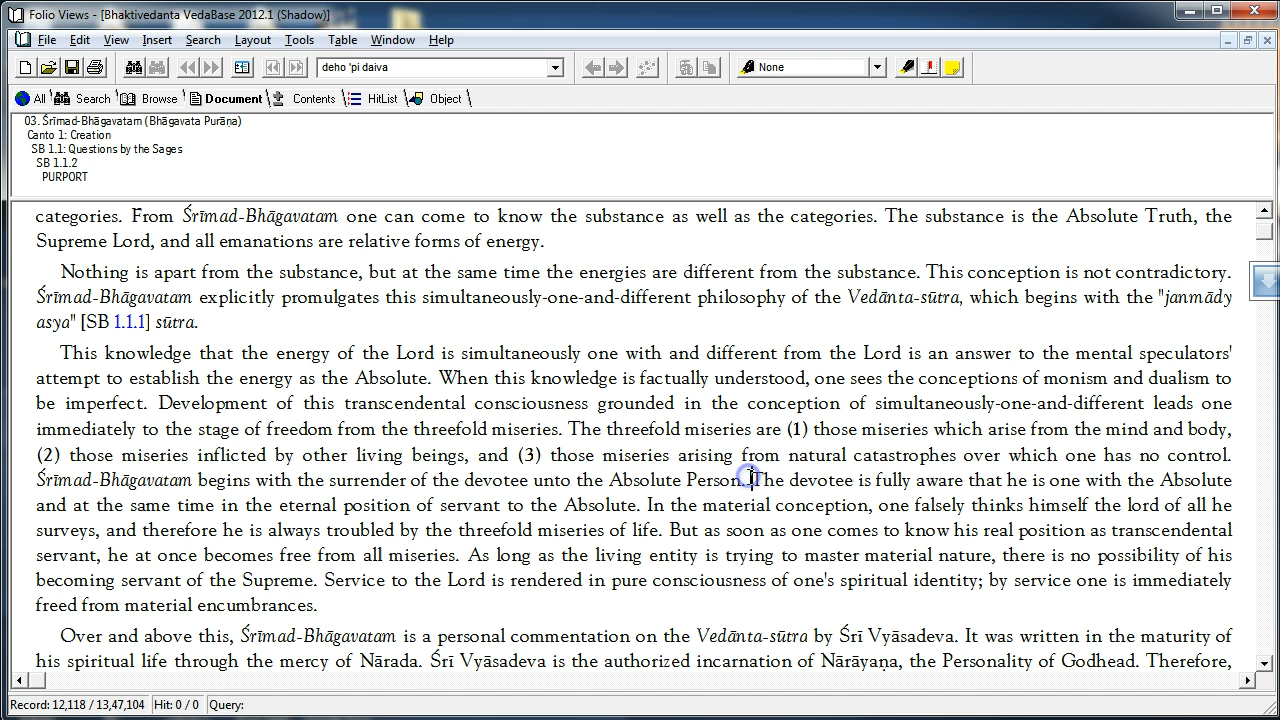 Folio Views - [Bhaktivedanta VedaBase 2012.1 (Shadow)]
File Edit View Insert Search Layout Tools Table Window Help
deho 'pi daiva None
All Search Browse Document Contents HitList Object
03. Śrīmad-Bhāgavatam (Bhāgavata Purāṇa)
Canto 1: Creation
SB 1.1: Questions by the Sages
SB 1.1.2
PURPORT
categories. From Śrīmad-Bhāgavatam one can come to know the substance as well as the categories. The substance is the Absolute Truth, the
Supreme Lord, and all emanations are relative forms of energy.
Nothing is apart from the substance, but at the same time the energies are different from the substance. This conception is not contradictory.
Śrīmad-Bhāgavatam explicitly promulgates this simultaneously-one-and-different philosophy of the Vedānta-sūtra, which begins with the "janmādy
asya" [SB 1.1.1] sūtra.
This knowledge that the energy of the Lord is simultaneously one with and different from the Lord is an answer to the mental speculators'
attempt to establish the energy as the Absolute. When this knowledge is factually understood, one sees the conceptions of monism and dualism to
be imperfect. Development of this transcendental consciousness grounded in the conception of simultaneously-one-and-different leads one
immediately to the stage of freedom from the threefold miseries. The threefold miseries are (1) those miseries which arise from the mind and body,
(2) those miseries inflicted by other living beings, and (3) those miseries arising from natural catastrophes over which one has no control.
Śrīmad-Bhāgavatam begins with the surrender of the devotee unto the Absolute Person. The devotee is fully aware that he is one with the Absolute
and at the same time in the eternal position of servant to the Absolute. In the material conception, one falsely thinks himself the lord of all he
surveys, and therefore he is always troubled by the threefold miseries of life. But as soon as one comes to know his real position as transcendental
servant, he at once becomes free from all miseries. As long as the living entity is trying to master material nature, there is no possibility of his
becoming servant of the Supreme. Service to the Lord is rendered in pure consciousness of one's spiritual identity; by service one is immediately
freed from material encumbrances.
Over and above this, Śrīmad-Bhāgavatam is a personal commentation on the Vedānta-sūtra by Śrī Vyāsadeva. It was written in the maturity of
his spiritual life through the mercy of Nārada. Śrī Vyāsadeva is the authorized incarnation of Nārāyaṇa, the Personality of Godhead. Therefore,
Record: 12,118 / 13,47,104 Hit: 0 / 0 Query: